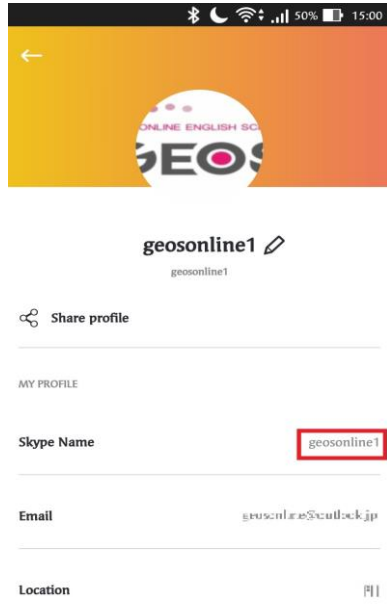 50% 15:00
ONLINE ENGLISH SC
GEOS
geosonline1
geosonline1
Share profile
MY PROFILE
Skype Name geosonline1
Email
Location